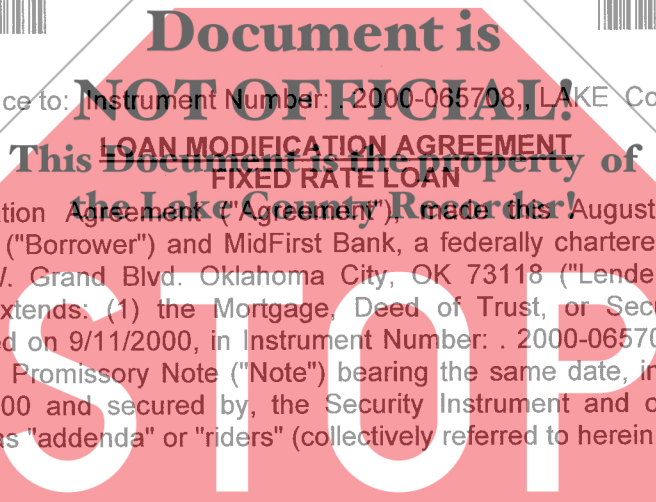 Document is
NOT OFFICIAL!
ce to: Instrument Number: . 2000-065708,, LAKE Co
LOAN MODIFICATION AGREEMENT
This Document is the property of
FIXED RATE LOAN
the Lake County Recorder!
tion Agreement ("Agreement"), made this August
("Borrower") and MidFirst Bank, a federally chartere
. Grand Blvd. Oklahoma City, OK 73118 ("Lende
xtends: (1) the Mortgage, Deed of Trust, or Secu
d on 9/11/2000, in Instrument Number: . 2000-06570
Promissory Note ("Note") bearing the same date, in
00 and secured by, the Security Instrument and o
as "addenda" or "riders" (collectively referred to herein
STOP